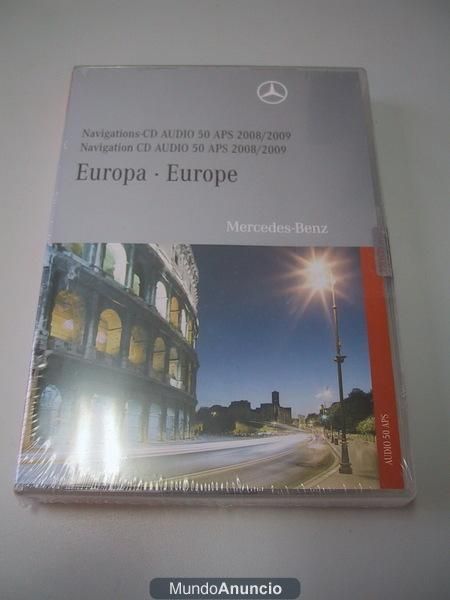 Navigations-CD AUDIO 50 APS 2008/2009
Navigation CD AUDIO 50 APS 2008/2009
Europa · Europe
Mercedes-Benz
AUDIO 50 APS
MundoAnuncio